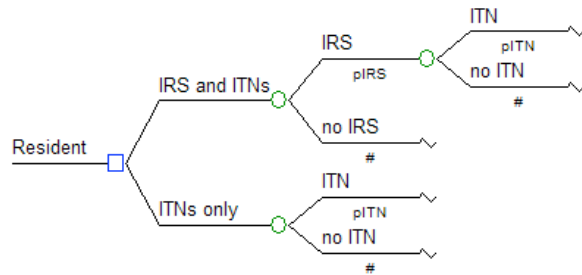 ITN
pITN
IRS
pIRS
no ITN
#
IRS and ITNs
no IRS
#
Resident
ITN
pITN
ITNs only
no ITN
#